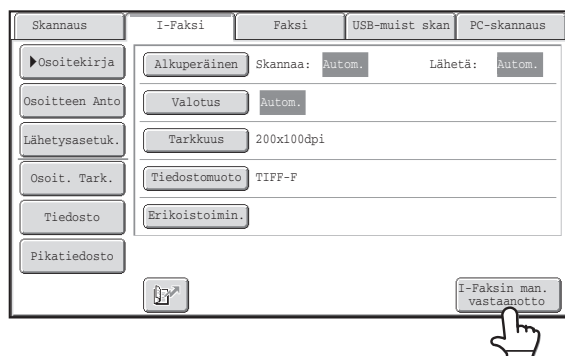 Skannaus I-Faksi Faksi USB-muist skan PC-skannaus
▶Osoitekirja
Alkuperäinen Skannaa: Autom. Lähetä: Autom.
Osoitteen Anto
Valotus Autom.
Lähetysasetuk.
Tarkkuus 200x100dpi
Osoit. Tark.
Tiedostomuoto TIFF-F
Tiedosto
Erikoistoimin.
Pikatiedosto
I-Faksin man.
vastaanotto